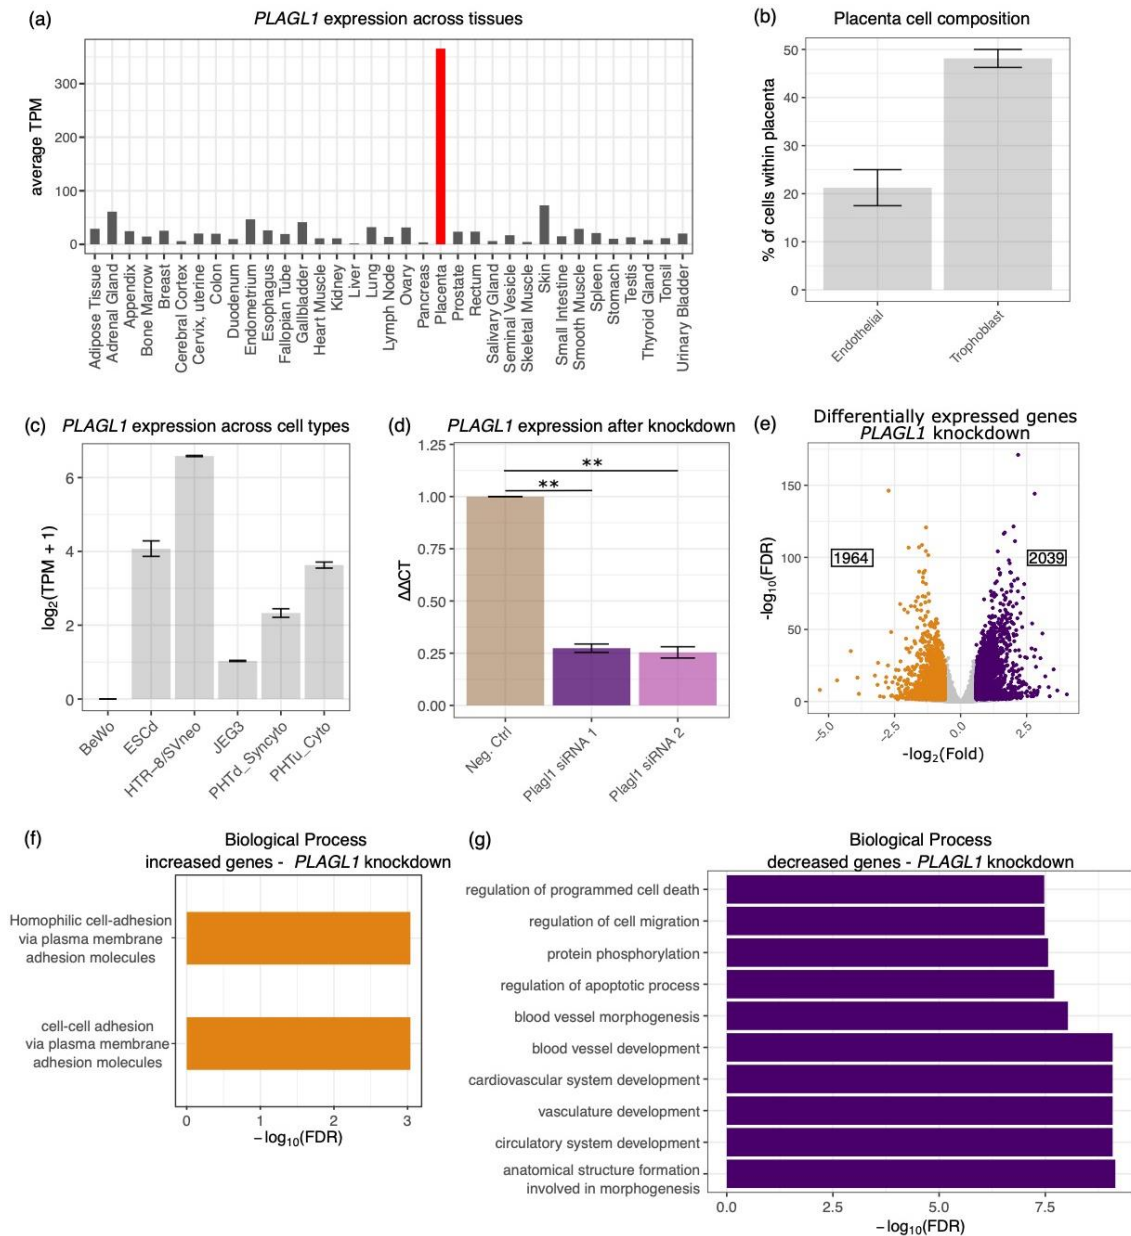 (a)
PLAGL1 expression across tissues
average TPM
300
200
100
0
Adipose Tissue
Adrenal Gland
Appendix
Bone Marrow
Breast
Cerebral Cortex
Cervix, uterine
Colon
Duodenum
Endometrium
Esophagus
Fallopian Tube
Gallbladder
Heart Muscle
Kidney
Liver
Lung
Lymph Node
Ovary
Pancreas
Placenta
Prostate
Rectum
Salivary Gland
Seminal Vesicle
Skeletal Muscle
Skin
Small Intestine
Smooth Muscle
Spleen
Stomach
Testis
Thyroid Gland
Tonsil
Urinary Bladder
(b)
Placenta cell composition
% of cells within placenta
50
40
30
20
10
0
Endothelial
Trophoblast
(c)
PLAGL1 expression across cell types
log2(TPM + 1)
6
4
2
0
BeWo
ESCd
HTR-8/SVneo
JEG3
PHTd_Syncyto
PHTu_Cyto
(d)
PLAGL1 expression after knockdown
ΔΔCT
1.25
1.00
0.75
0.50
0.25
0.00
**
**
Neg. Ctrl
Plagl1 siRNA 1
Plagl1 siRNA 2
(e)
Differentially expressed genes
PLAGL1 knockdown
-log10(FDR)
150
100
50
0
1964
2039
-5.0
-2.5
0.0
2.5
-log2(Fold)
(f)
Biological Process
increased genes - PLAGL1 knockdown
Homophilic cell-adhesion
via plasma membrane
adhesion molecules
cell-cell adhesion
via plasma membrane
adhesion molecules
0
1
2
3
−log10(FDR)
(g)
Biological Process
decreased genes - PLAGL1 knockdown
regulation of programmed cell death
regulation of cell migration
protein phosphorylation
regulation of apoptotic process
blood vessel morphogenesis
blood vessel development
cardiovascular system development
vasculature development
circulatory system development
anatomical structure formation
involved in morphogenesis
0.0
2.5
5.0
7.5
−log10(FDR)